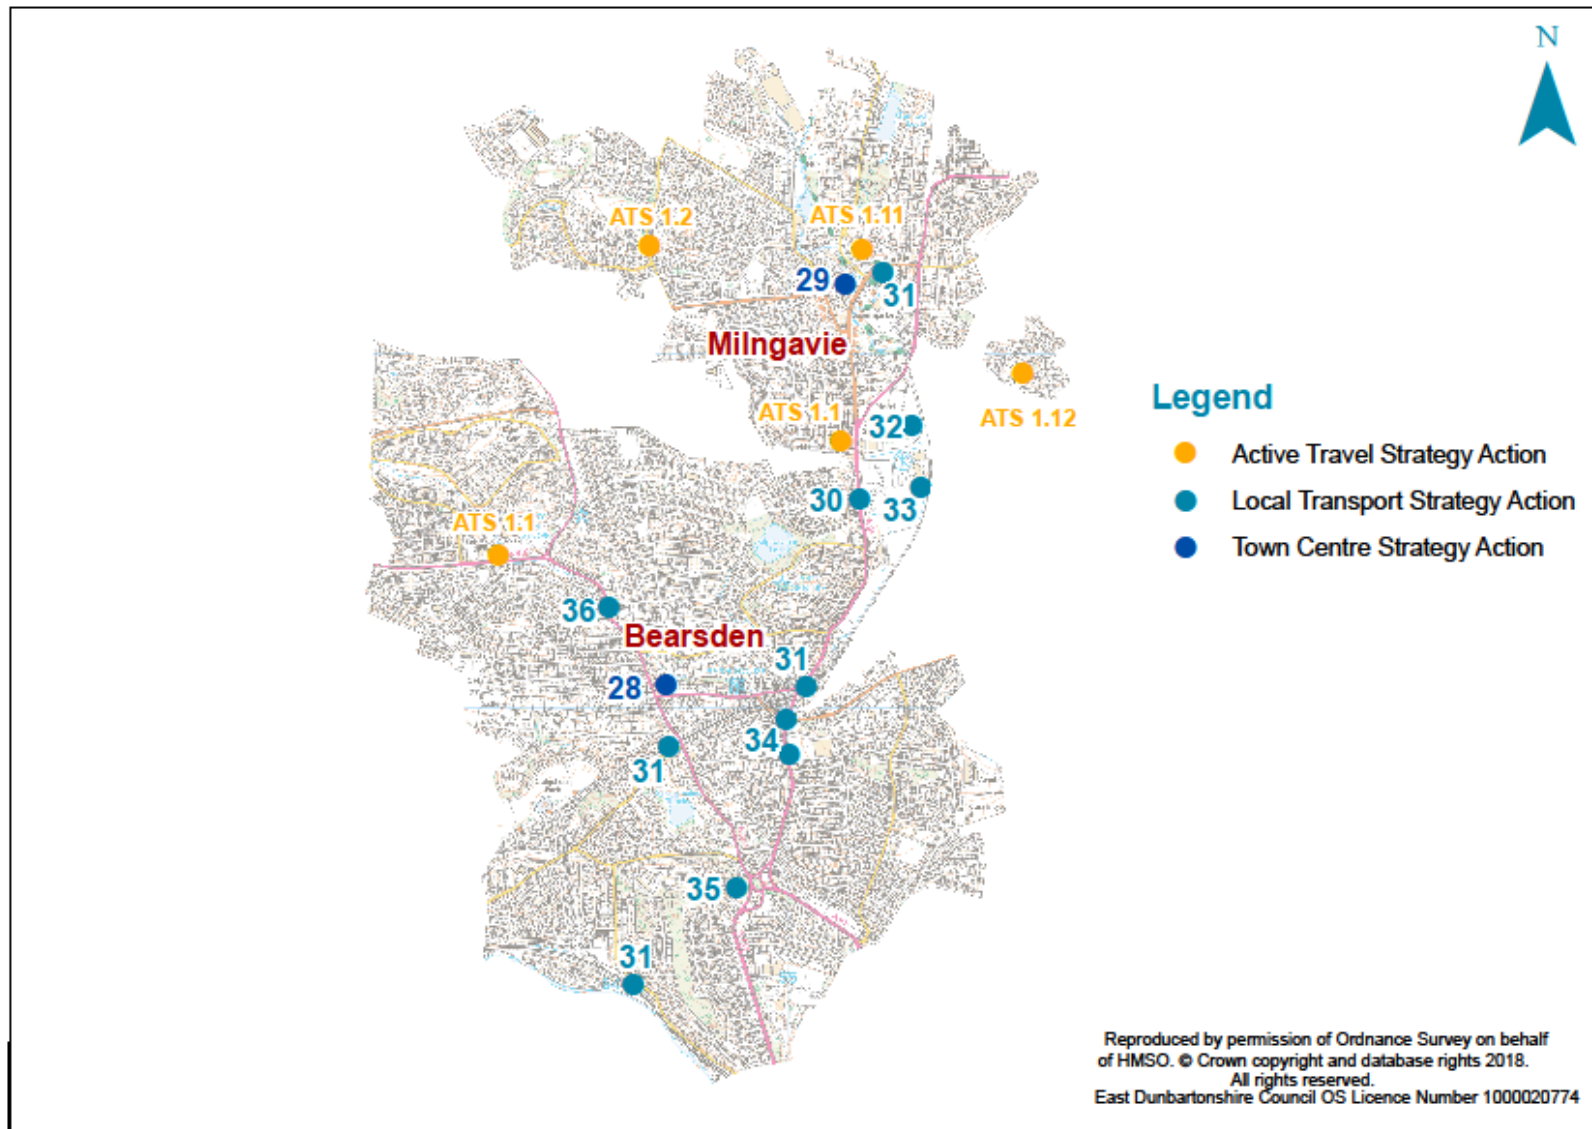 N
ATS 1.2
ATS 1.11
29
31
Milngavie
ATS 1.1
32
ATS 1.12
30
33
ATS 1.1
36
Bearsden
31
28
34
31
35
31
Legend
Active Travel Strategy Action
Local Transport Strategy Action
Town Centre Strategy Action
Reproduced by permission of Ordnance Survey on behalf
of HMSO. © Crown copyright and database rights 2018.
All rights reserved.
East Dunbartonshire Council OS Licence Number 1000020774